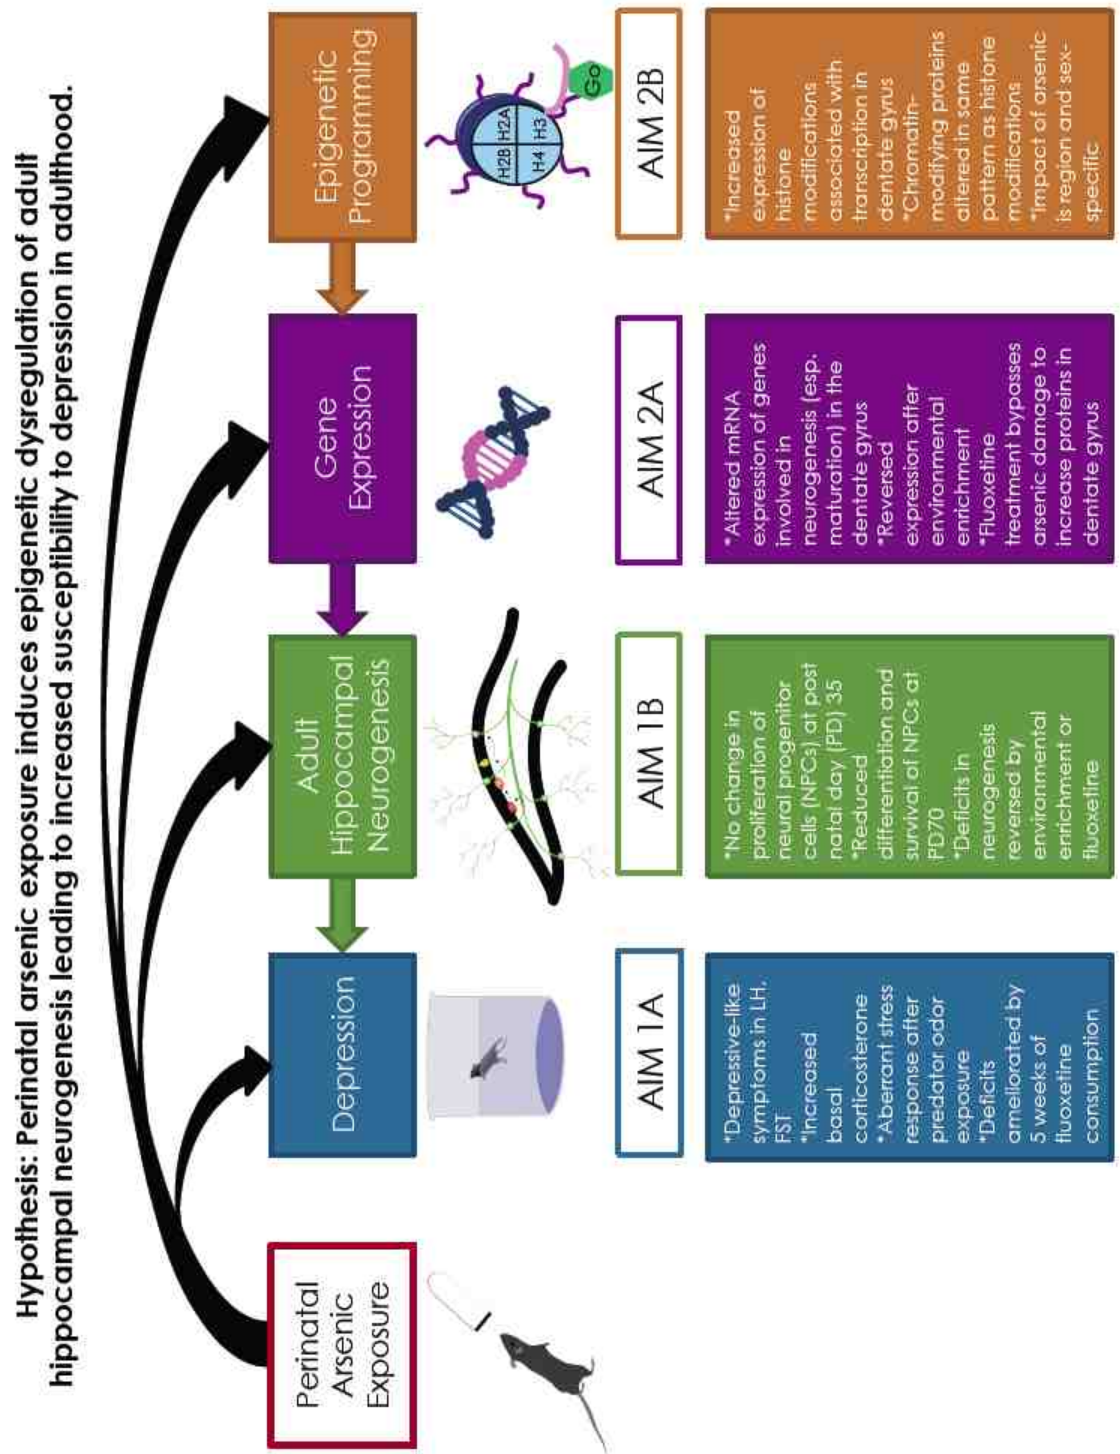 Hypothesis: Perinatal arsenic exposure induces epigenetic dysregulation of adult
hippocampal neurogenesis leading to increased susceptibility to depression in adulthood.
Perinatal
Arsenic
Exposure
Depression
Adult
Hippocampal
Neurogenesis
Gene
Expression
Epigenetic
Programming
H2B H2A
H4 H3
Go
AIM 1A
AIM 1B
AIM 2A
AIM 2B
*Depressive-like
symptoms in LH,
FST
*Increased
basal
corticosterone
*Aberrant stress
response after
predator odor
exposure
*Deficits
ameliorated by
5 weeks of
fluoxetine
consumption
*No change in
proliferation of
neural progenitor
cells (NPCs) at post
natal day (PD) 35
*Reduced
differentiation and
survival of NPCs at
PD70
*Deficits in
neurogenesis
reversed by
environmental
enrichment or
fluoxetine
*Altered mRNA
expression of genes
involved in
neurogenesis (esp.
maturation) in the
dentate gyrus
*Reversed
expression after
environmental
enrichment
*Fluoxetine
treatment bypasses
arsenic damage to
increase proteins in
dentate gyrus
*Increased
expression of
histone
modifications
associated with
transcription in
dentate gyrus
*Chromatin-
modifying proteins
altered in same
pattern as histone
modifications
*Impact of arsenic
is region and sex-
specific